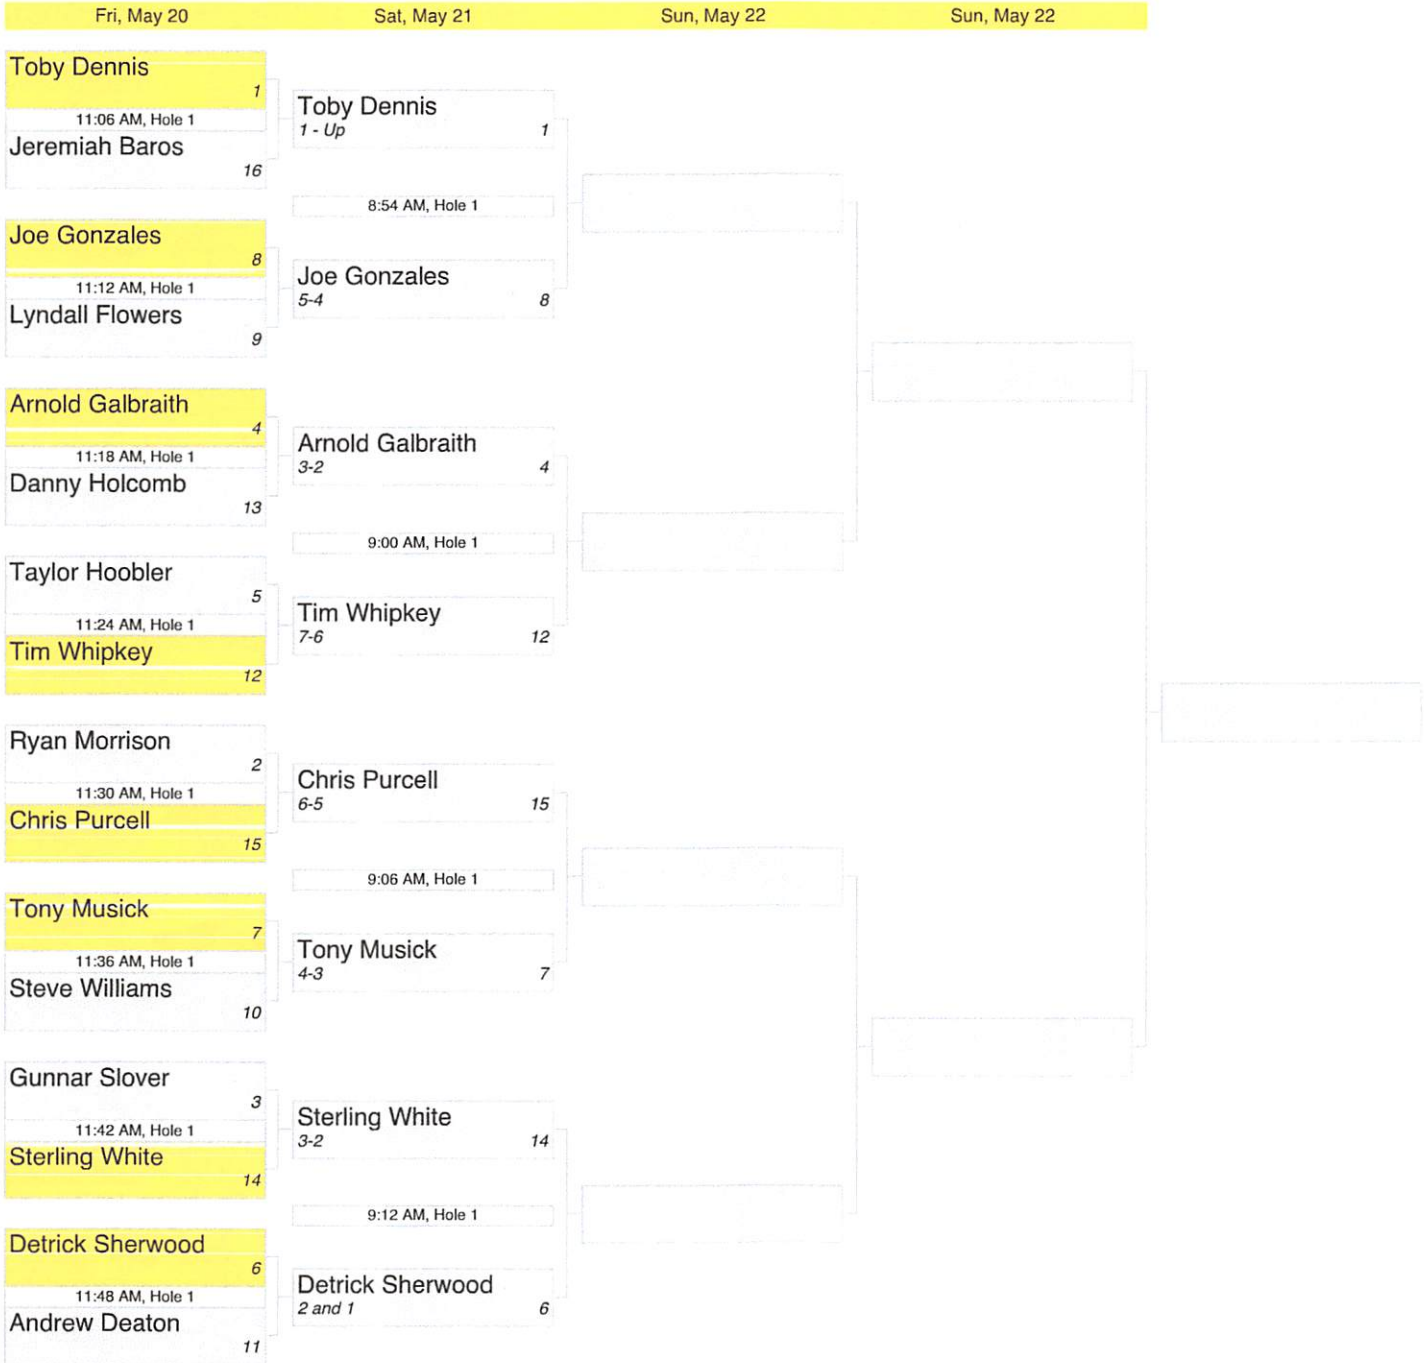 Fri, May 20
Sat, May 21
Sun, May 22
Sun, May 22
Toby Dennis
1
11:06 AM, Hole 1
Jeremiah Baros
16
Joe Gonzales
8
11:12 AM, Hole 1
Lyndall Flowers
9
Arnold Galbraith
4
11:18 AM, Hole 1
Danny Holcomb
13
Taylor Hoobler
5
11:24 AM, Hole 1
Tim Whipkey
12
Ryan Morrison
2
11:30 AM, Hole 1
Chris Purcell
15
Tony Musick
7
11:36 AM, Hole 1
Steve Williams
10
Gunnar Slover
3
11:42 AM, Hole 1
Sterling White
14
Detrick Sherwood
6
11:48 AM, Hole 1
Andrew Deaton
11
Toby Dennis
1 - Up 1
8:54 AM, Hole 1
Joe Gonzales
5-4 8
Arnold Galbraith
3-2 4
9:00 AM, Hole 1
Tim Whipkey
7-6 12
Chris Purcell
6-5 15
9:06 AM, Hole 1
Tony Musick
4-3 7
Sterling White
3-2 14
9:12 AM, Hole 1
Detrick Sherwood
2 and 1 6